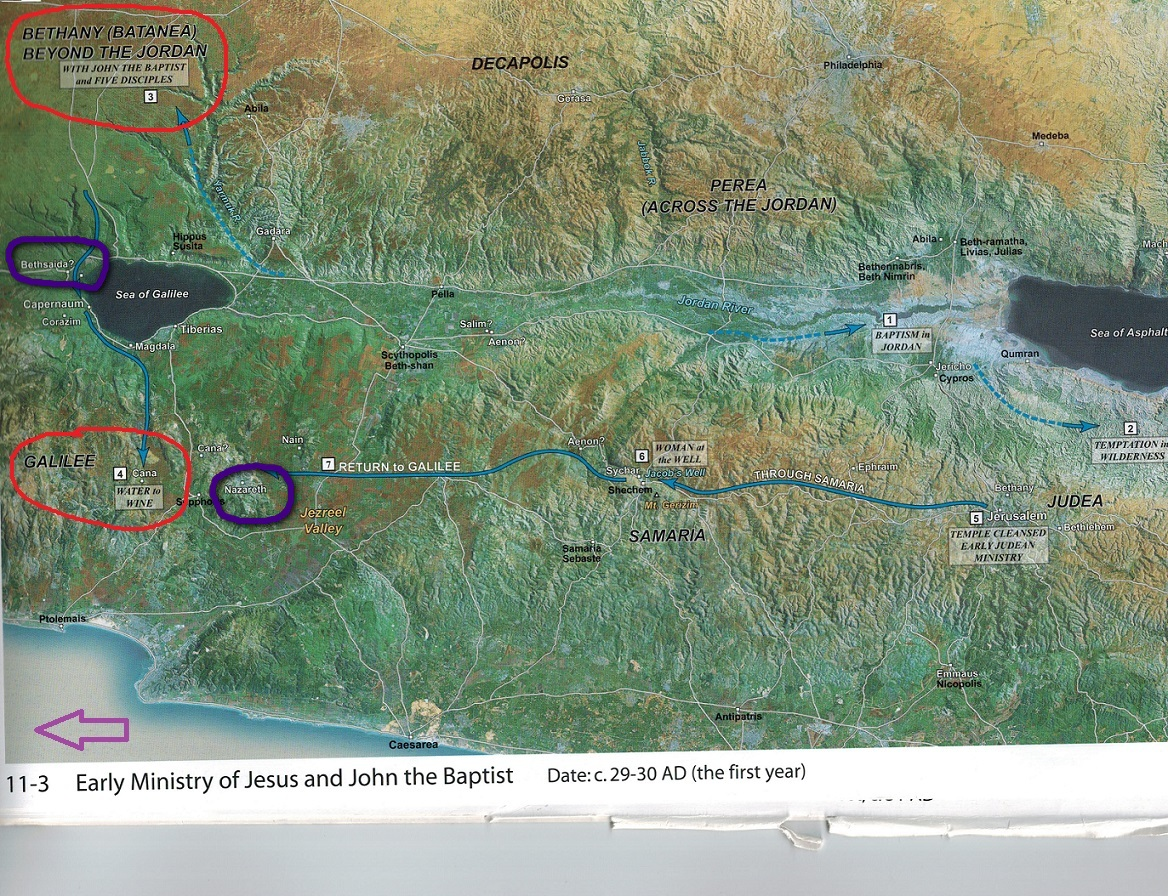 BETHANY (BATANEA)
BEYOND THE JORDAN
WITH JOHN THE BAPTIST
and FIVE DISCIPLES
3
DECAPOLIS
Philadelphia
Gerasa
Abila
Medeba
Jabbok R.
Yarmuk R.
PEREA
(ACROSS THE JORDAN)
Gadara
Hippus
Susita
Abila
Beth-ramatha,
Livias, Julias
Mach
Bethsaida?
Bethennabris,
Beth Nimrin
Sea of Galilee
Pella
Capernaum
Jordan River
Corazim
Tiberias
Salim?
Aenon?
1
BAPTISM in
JORDAN
Sea of Asphalt
Magdala
Scythopolis
Beth-shan
Qumran
Jericho
Cypros
2
TEMPTATION in
WILDERNESS
GALILEE
Cana?
Nain
Aenon?
6
WOMAN at
the WELL
4
Cana
WATER to
WINE
7
RETURN to GALILEE
Sychar
Jacob's Well
Ephraim
THROUGH SAMARIA
Nazareth
Shechem
Mt. Gerizim
Bethany
JUDEA
Sepphoris
Jezreel
Valley
5
Jerusalem
Bethlehem
TEMPLE CLEANSED
EARLY JUDEAN
MINISTRY
SAMARIA
Samaria
Sebaste
Ptolemais
Emmaus
Nicopolis
Antipatris
Caesarea
11-3 Early Ministry of Jesus and John the Baptist Date: c. 29-30 AD (the first year)